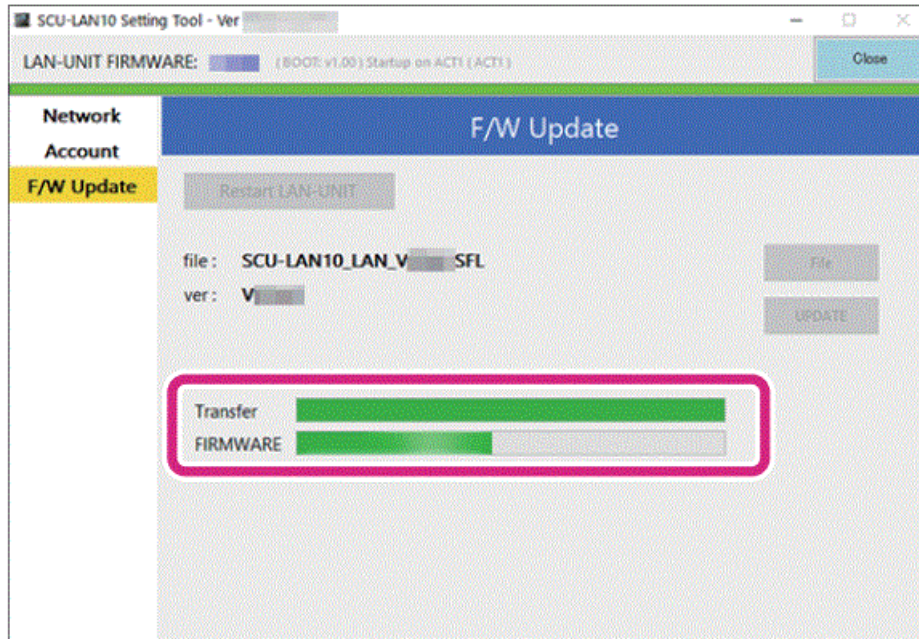 SCU-LAN10 Setting Tool - Ver
LAN-UNIT FIRMWARE: ( BOOT: v1.00 ) Startup on ACT1 ( ACT1 )
Close
Network
Account
F/W Update
F/W Update
Restart LAN-UNIT
file : SCU-LAN10_LAN_V SFL
File
ver : V
UPDATE
Transfer
FIRMWARE